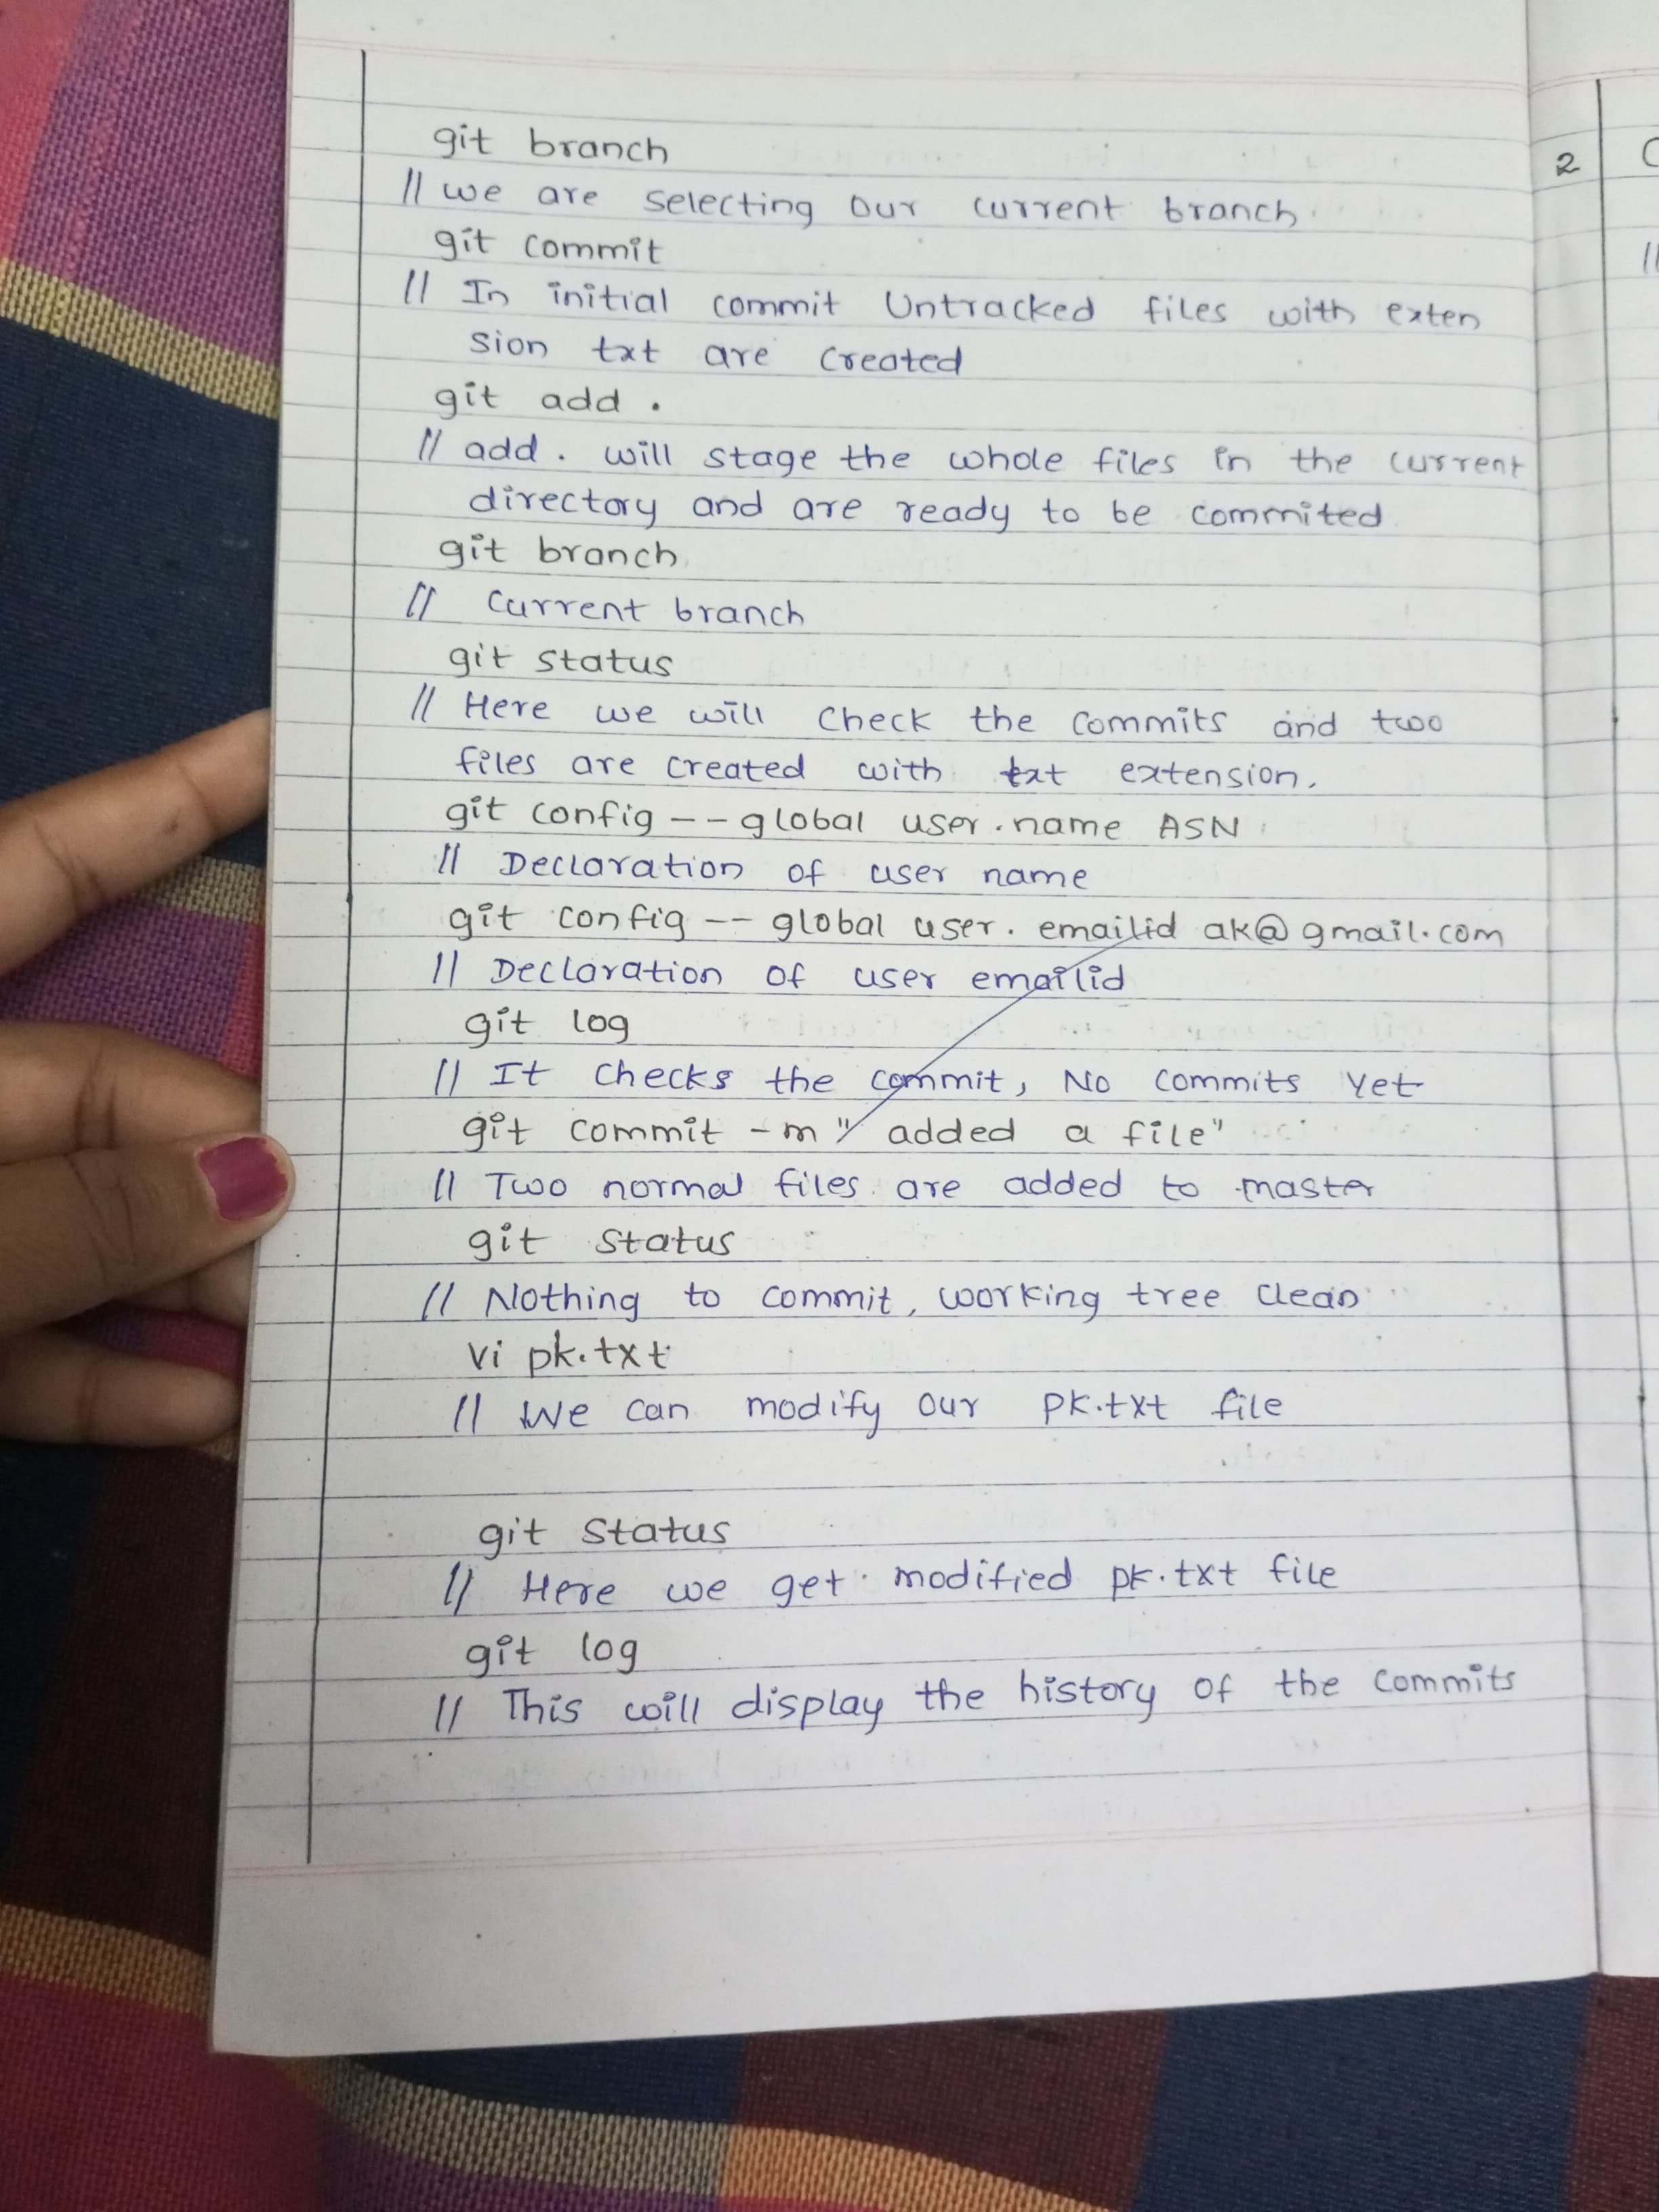 git branch
// we are selecting our current branch
git commit
// In initial commit Untracked files with exten
sion txt are created
git add .
// add . will stage the whole files in the current
directory and are ready to be commited
git branch
// Current branch
git status
// Here we will check the commits and two
files are created with txt extension.
git config -- global user.name ASN
// Declaration of user name
git config -- global user. emailid ak@gmail.com
// Declaration of user emailid
git log
// It checks the commit, No commits Yet
git commit -m " added a file"
// Two normal files are added to master
git status
// Nothing to commit, working tree clean
vi pk.txt
// We can modify our pk.txt file
git status
// Here we get modified pk.txt file
git log
// This will display the history of the commits
2